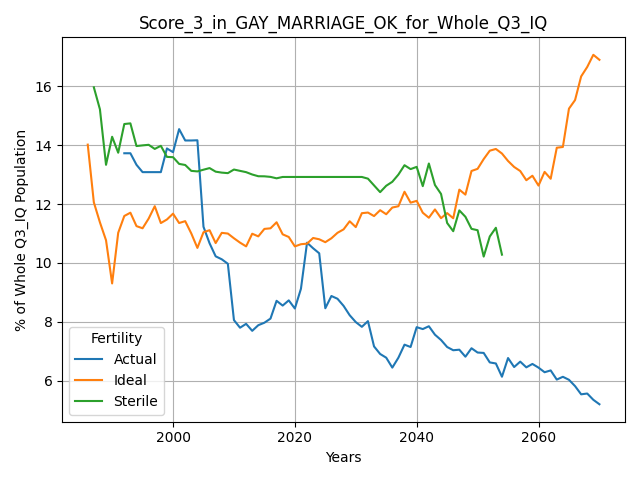 Score_3_in_GAY_MARRIAGE_OK_for_Whole_Q3_IQ
% of Whole Q3_IQ Population
16
14
12
10
8
6
Fertility
Actual
Ideal
Sterile
2000
2020
2040
2060
Years